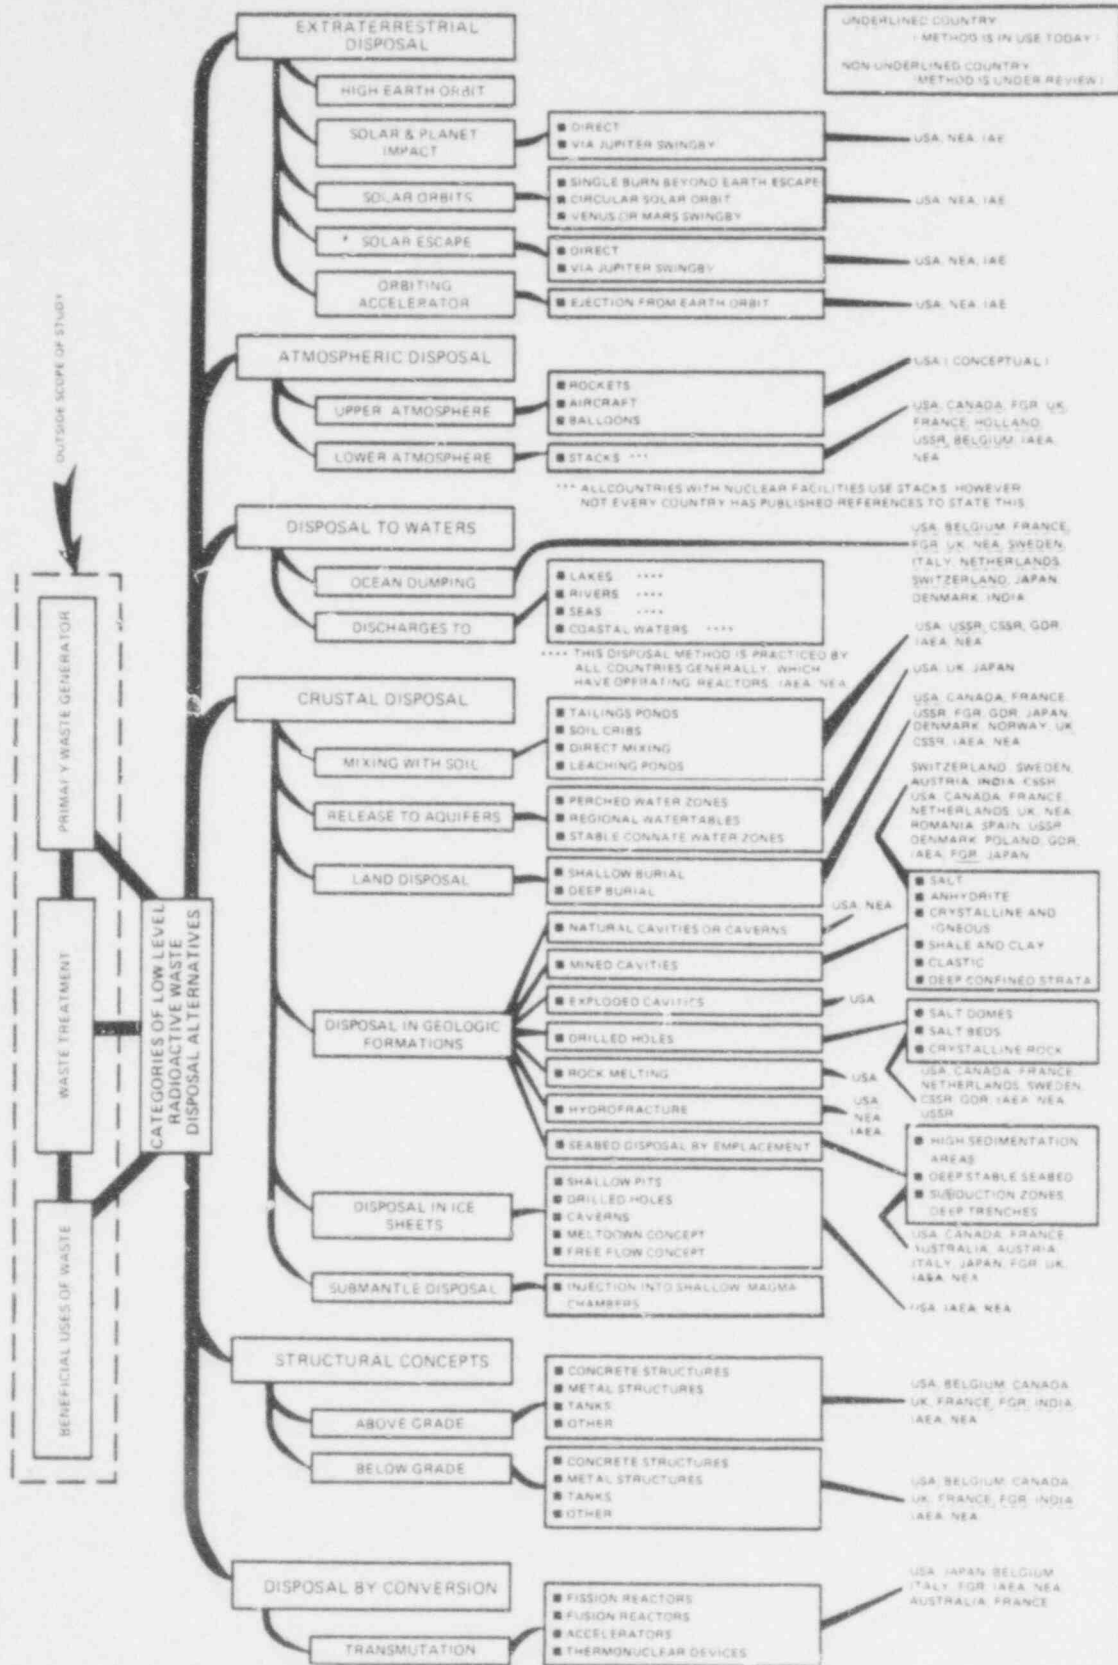 UNDERLINED COUNTRY
( METHOD IS IN USE TODAY )
NON-UNDERLINED COUNTRY
(METHOD IS UNDER REVIEW )
OUTSIDE SCOPE OF STUDY
PRIMARY WASTE GENERATOR
WASTE TREATMENT
BENEFICIAL USES OF WASTE
CATEGORIES OF LOW LEVEL
RADIOACTIVE WASTE
DISPOSAL ALTERNATIVES
EXTRATERRESTRIAL
DISPOSAL
HIGH EARTH ORBIT
SOLAR & PLANET
IMPACT
■ DIRECT
■ VIA JUPITER SWINGBY
USA, NEA, IAE
SOLAR ORBITS
■ SINGLE BURN BEYOND EARTH ESCAPE
■ CIRCULAR SOLAR ORBIT
■ VENUS OR MARS SWINGBY
USA, NEA, IAE
* SOLAR ESCAPE
■ DIRECT
■ VIA JUPITER SWINGBY
USA, NEA, IAE
ORBITING
ACCELERATOR
■ EJECTION FROM EARTH ORBIT
USA, NEA, IAE
ATMOSPHERIC DISPOSAL
UPPER ATMOSPHERE
■ ROCKETS
■ AIRCRAFT
■ BALLOONS
USA ( CONCEPTUAL )
LOWER ATMOSPHERE
■ STACKS ***
USA, CANADA, FGR, UK,
FRANCE, HOLLAND,
USSR, BELGIUM, IAEA,
NEA
*** ALL COUNTRIES WITH NUCLEAR FACILITIES USE STACKS. HOWEVER
NOT EVERY COUNTRY HAS PUBLISHED REFERENCES TO STATE THIS
DISPOSAL TO WATERS
OCEAN DUMPING
USA, BELGIUM, FRANCE,
FGR, UK, NEA, SWEDEN,
ITALY, NETHERLANDS,
SWITZERLAND, JAPAN,
DENMARK, INDIA
DISCHARGES TO
■ LAKES ****
■ RIVERS ****
■ SEAS ****
■ COASTAL WATERS ****
**** THIS DISPOSAL METHOD IS PRACTICED BY
ALL COUNTRIES GENERALLY, WHICH
HAVE OPERATING REACTORS, IAEA, NEA
CRUSTAL DISPOSAL
MIXING WITH SOIL
■ TAILINGS PONDS
■ SOIL CRIBS
■ DIRECT MIXING
■ LEACHING PONDS
USA, USSR, CSSR, GDR,
IAEA, NEA
RELEASE TO AQUIFERS
■ PERCHED WATER ZONES
■ REGIONAL WATERTABLES
■ STABLE CONNATE WATER ZONES
USA, UK, JAPAN
LAND DISPOSAL
■ SHALLOW BURIAL
■ DEEP BURIAL
USA, CANADA, FRANCE,
USSR, FGR, GDR, JAPAN,
DENMARK, NORWAY, UK,
CSSR, IAEA, NEA
DISPOSAL IN GEOLOGIC
FORMATIONS
■ NATURAL CAVITIES OR CAVERNS
USA, NEA
■ MINED CAVITIES
■ SALT
■ ANHYDRITE
■ CRYSTALLINE AND
IGNEOUS
■ SHALE AND CLAY
■ CLASTIC
■ DEEP CONFINED STRATA
SWITZERLAND, SWEDEN,
AUSTRIA, INDIA, CSSR,
USA, CANADA, FRANCE,
NETHERLANDS, UK, NEA,
ROMANIA, SPAIN, USSR,
DENMARK, POLAND, GDR,
IAEA, FGR, JAPAN
■ EXPLODED CAVITIES
USA
■ DRILLED HOLES
■ SALT DOMES
■ SALT BEDS
■ CRYSTALLINE ROCK
USA, CANADA, FRANCE,
NETHERLANDS, SWEDEN,
CSSR, GDR, IAEA, NEA,
USSR
■ ROCK MELTING
USA
■ HYDROFRACTURE
USA,
NEA,
IAEA
■ SEABED DISPOSAL BY EMPLACEMENT
■ HIGH SEDIMENTATION
AREAS
■ DEEP STABLE SEABED
■ SUBDUCTION ZONES
DEEP TRENCHES
USA, CANADA, FRANCE,
AUSTRALIA, AUSTRIA,
ITALY, JAPAN, FGR, UK,
IAEA, NEA
DISPOSAL IN ICE
SHEETS
■ SHALLOW PITS
■ DRILLED HOLES
■ CAVERNS
■ MELTDOWN CONCEPT
■ FREE FLOW CONCEPT
USA, IAEA, NEA
SUBMANTLE DISPOSAL
■ INJECTION INTO SHALLOW MAGMA
CHAMBERS
STRUCTURAL CONCEPTS
ABOVE GRADE
■ CONCRETE STRUCTURES
■ METAL STRUCTURES
■ TANKS
■ OTHER
USA, BELGIUM, CANADA,
UK, FRANCE, FGR, INDIA,
IAEA, NEA
BELOW GRADE
■ CONCRETE STRUCTURES
■ METAL STRUCTURES
■ TANKS
■ OTHER
USA, BELGIUM, CANADA,
UK, FRANCE, FGR, INDIA,
IAEA, NEA
DISPOSAL BY CONVERSION
TRANSMUTATION
■ FISSION REACTORS
■ FUSION REACTORS
■ ACCELERATORS
■ THERMONUCLEAR DEVICES
USA, JAPAN, BELGIUM,
ITALY, FGR, IAEA, NEA,
AUSTRALIA, FRANCE